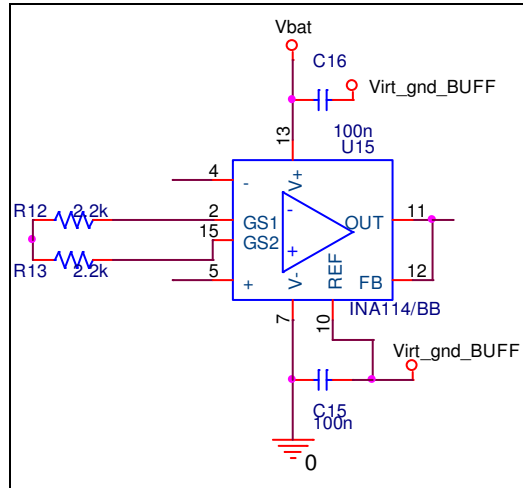 Vbat
C16
Virt_gnd_BUFF
100n
U15
13
V+
4
-
R12 2.2k
2
GS1
-
OUT
11
15
GS2
R13 2.2k
+
5
+
V-
REF
FB
12
7
10
INA114/BB
Virt_gnd_BUFF
C15
100n
0